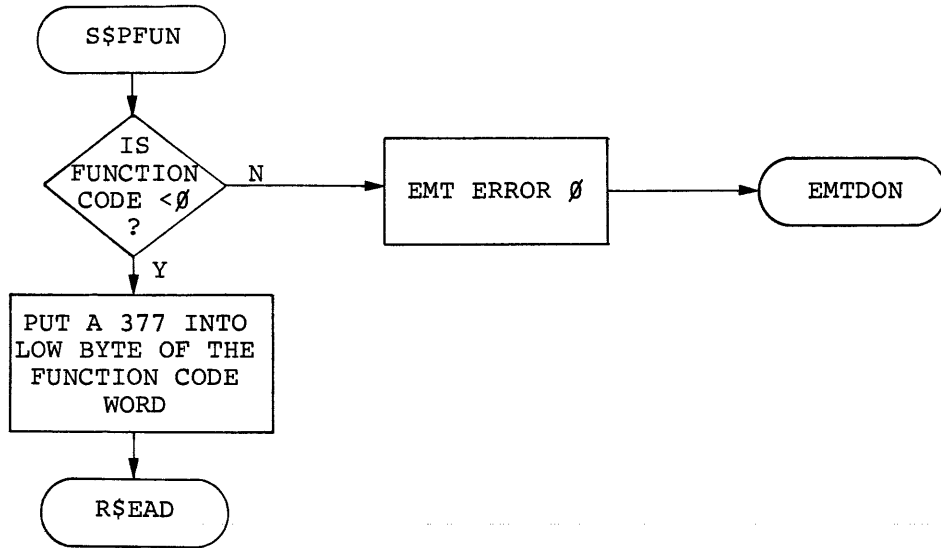 S$PFUN
IS
FUNCTION
CODE <Ø
?
N
EMT ERROR Ø
EMTDON
Y
PUT A 377 INTO
LOW BYTE OF THE
FUNCTION CODE
WORD
R$EAD